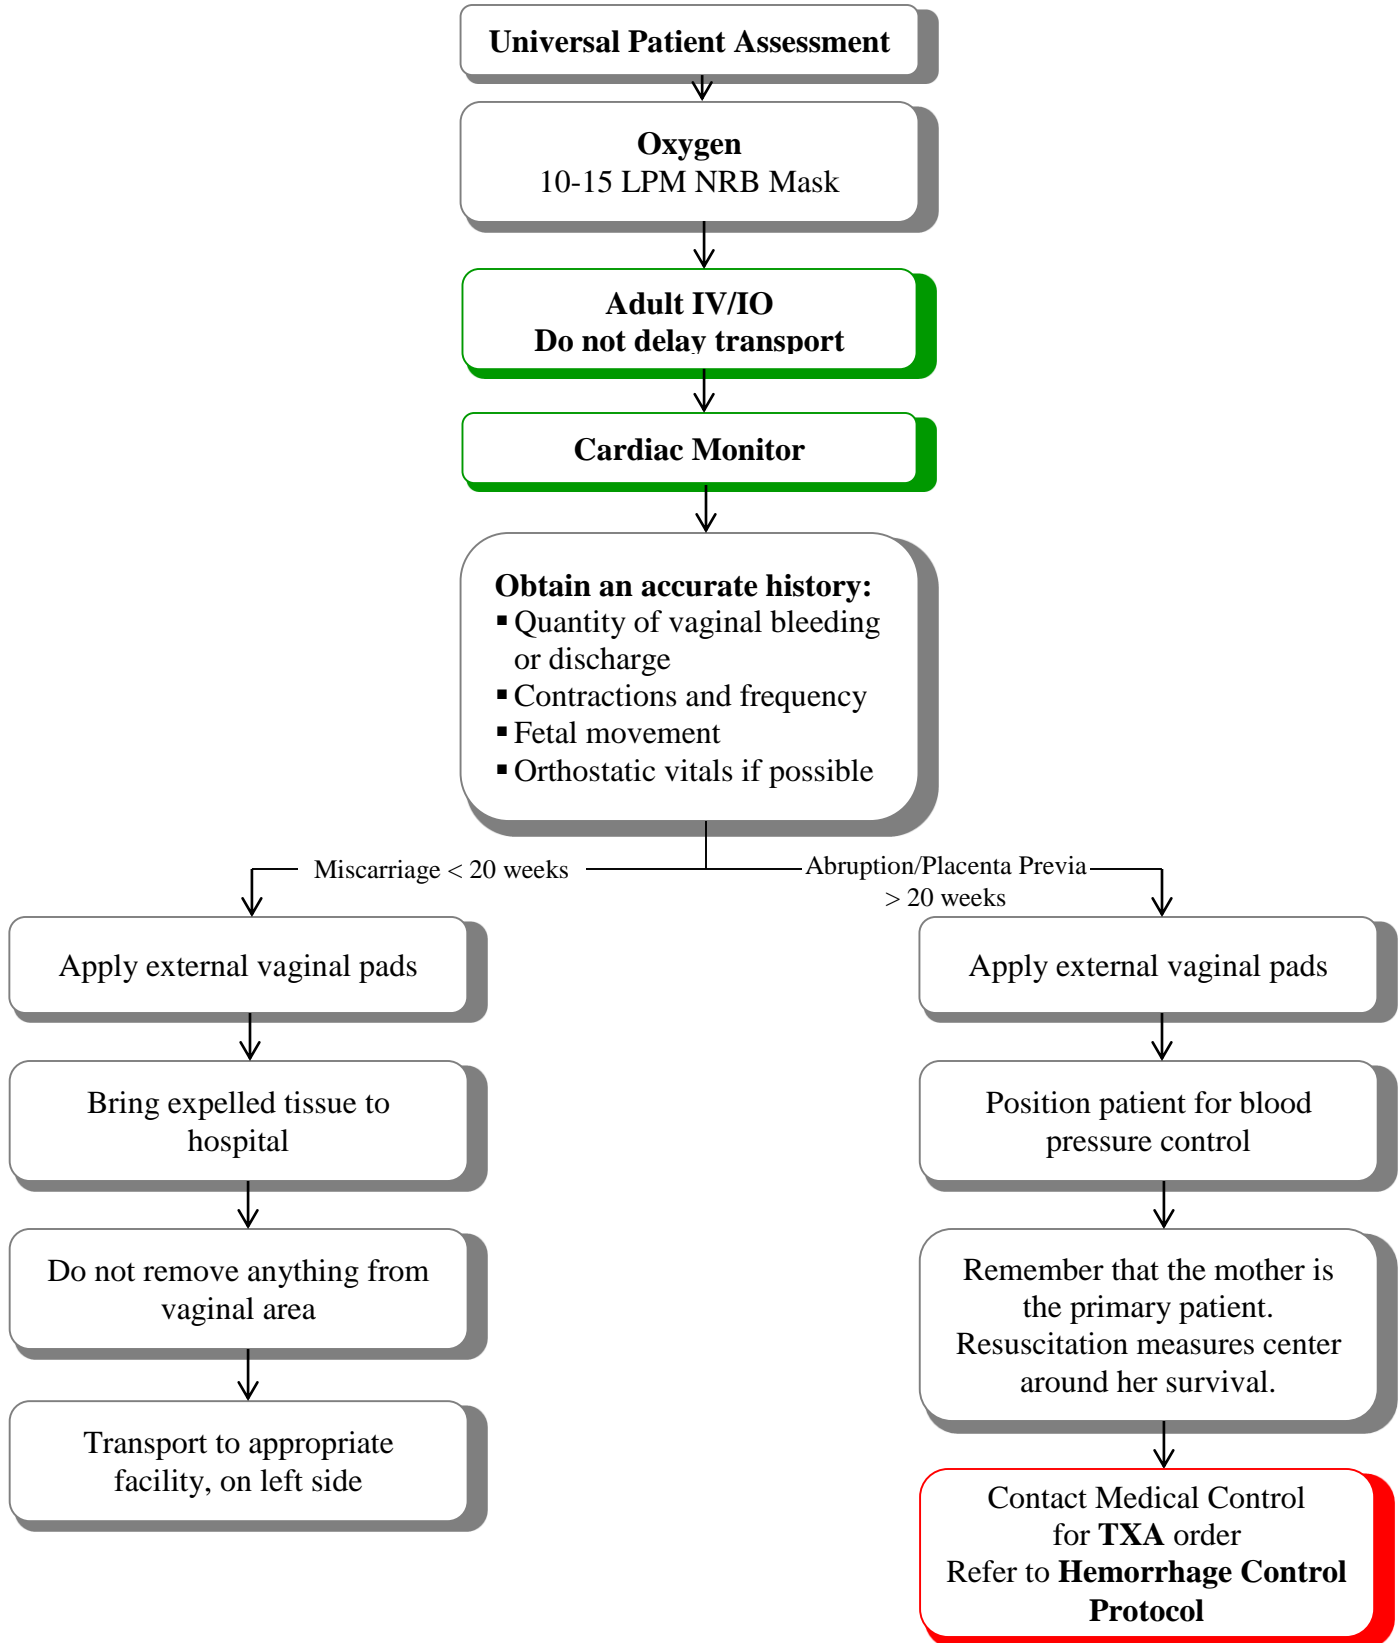 Universal Patient Assessment
Oxygen
10-15 LPM NRB Mask
Adult IV/IO
Do not delay transport
Cardiac Monitor
Obtain an accurate history:
▪ Quantity of vaginal bleeding
or discharge
▪ Contractions and frequency
▪ Fetal movement
▪ Orthostatic vitals if possible
Miscarriage < 20 weeks
Abruption/Placenta Previa
> 20 weeks
Apply external vaginal pads
Bring expelled tissue to
hospital
Do not remove anything from
vaginal area
Transport to appropriate
facility, on left side
Apply external vaginal pads
Position patient for blood
pressure control
Remember that the mother is
the primary patient.
Resuscitation measures center
around her survival.
Contact Medical Control
for TXA order
Refer to Hemorrhage Control
Protocol